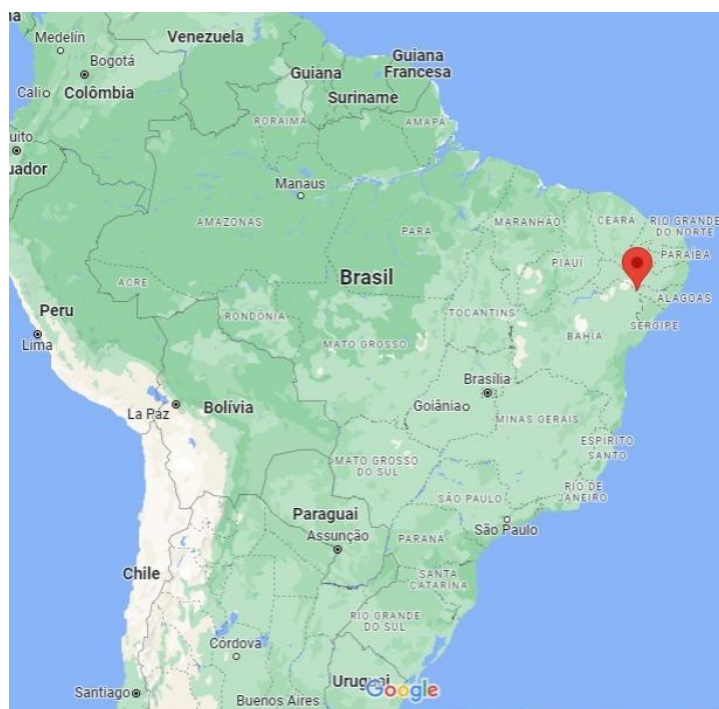 Medellín
Venezuela
Bogotá
Guiana
Guiana
Francesa
Cali
Colômbia
Suriname
RORAIMA
AMAPÁ
uito
uador
Manaus
AMAZONAS
PARÁ
MARANHÃO
CEARÁ
RIO GRANDE
DO NORTE
PIAUÍ
PARAÍBA
Brasil
ACRE
ALAGOAS
Peru
RONDÔNIA
TOCANTINS
SERGIPE
Lima
MATO GROSSO
BAHIA
Brasília
La Paz
Bolívia
Goiânia
MINAS GERAIS
ESPÍRITO
SANTO
MATO GROSSO
DO SUL
RIO DE
JANEIRO
SÃO PAULO
Paraguai
Assunção
São Paulo
PARANÁ
Chile
SANTA
CATARINA
RIO GRANDE
DO SUL
Córdova
Uruguai
Google
Santiago
Buenos Aires